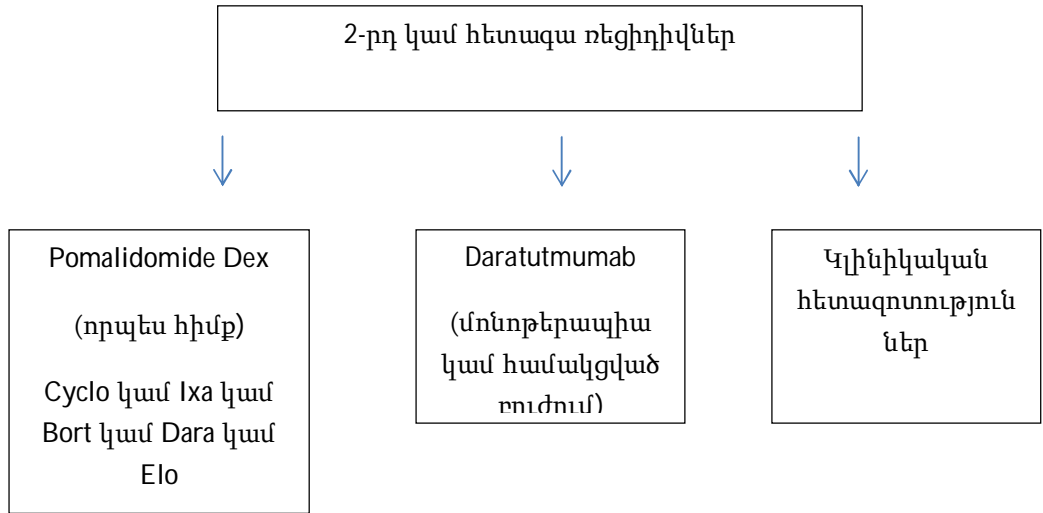 2-րդ կամ հետագա ռեցիդիվներ
Pomalidomide Dex
(որպես հիմք)
Cyclo կամ Ixa կամ
Bort կամ Dara կամ
Elo
Daratutmumab
(մոնոթերապիա
կամ համակցված
բուժում)
Կլինիկական
հետազոտություն
ներ